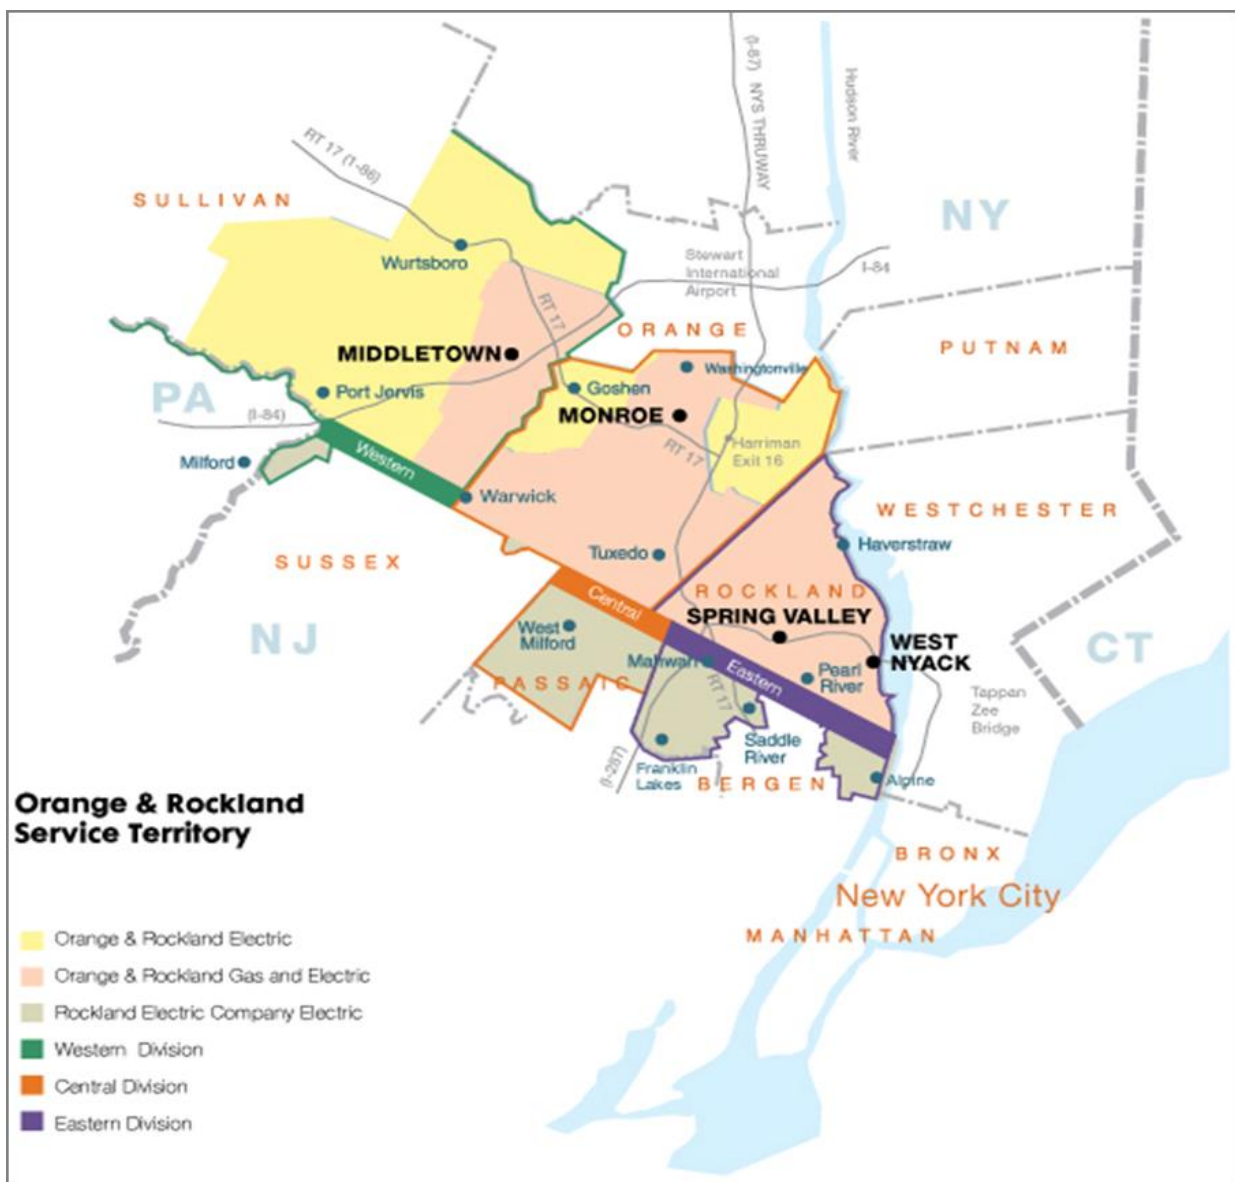 (I-87) NYS THRUWAY
Hudson River
RT 17 (I-86)
SULLIVAN
NY
Wurtsboro
Stewart
International
Airport
I-84
RT 17
ORANGE
PUTNAM
MIDDLETOWN
Washingtonville
PA
Port Jervis
Goshen
(I-84)
MONROE
RT 17
Harriman
Exit 16
Milford
Western
Warwick
WESTCHESTER
Haverstraw
SUSSEX
Tuxedo
ROCKLAND
Central
SPRING VALLEY
NJ
West
Milford
WEST
NYACK
CT
Mahwah
Eastern
Pearl
River
PASSAIC
RT 17
Tappan
Zee
Bridge
Saddle
River
(I-287)
Franklin
Lakes
BERGEN
Alpine
Orange & Rockland
Service Territory
BRONX
New York City
MANHATTAN
Orange & Rockland Electric
Orange & Rockland Gas and Electric
Rockland Electric Company Electric
Western Division
Central Division
Eastern Division